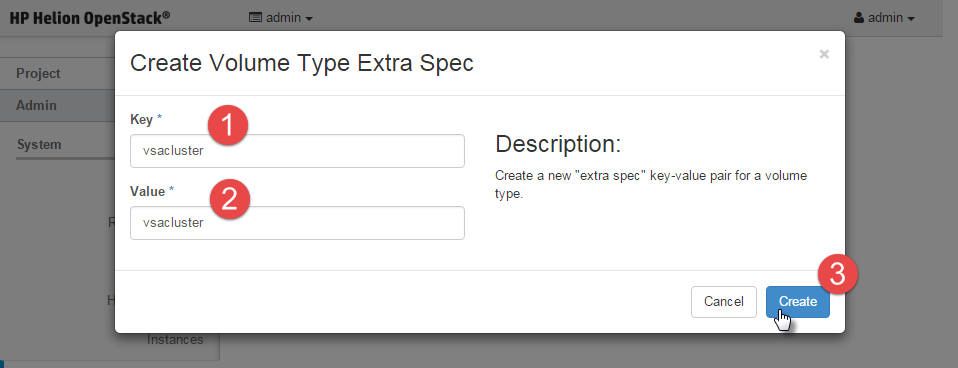 HP Helion OpenStack® admin admin
Create Volume Type Extra Spec ×
Project
Admin
System
Key * 1
vsacluster
Value * 2
vsacluster
Description:
Create a new "extra spec" key-value pair for a volume
type.
3
Cancel Create
Instances